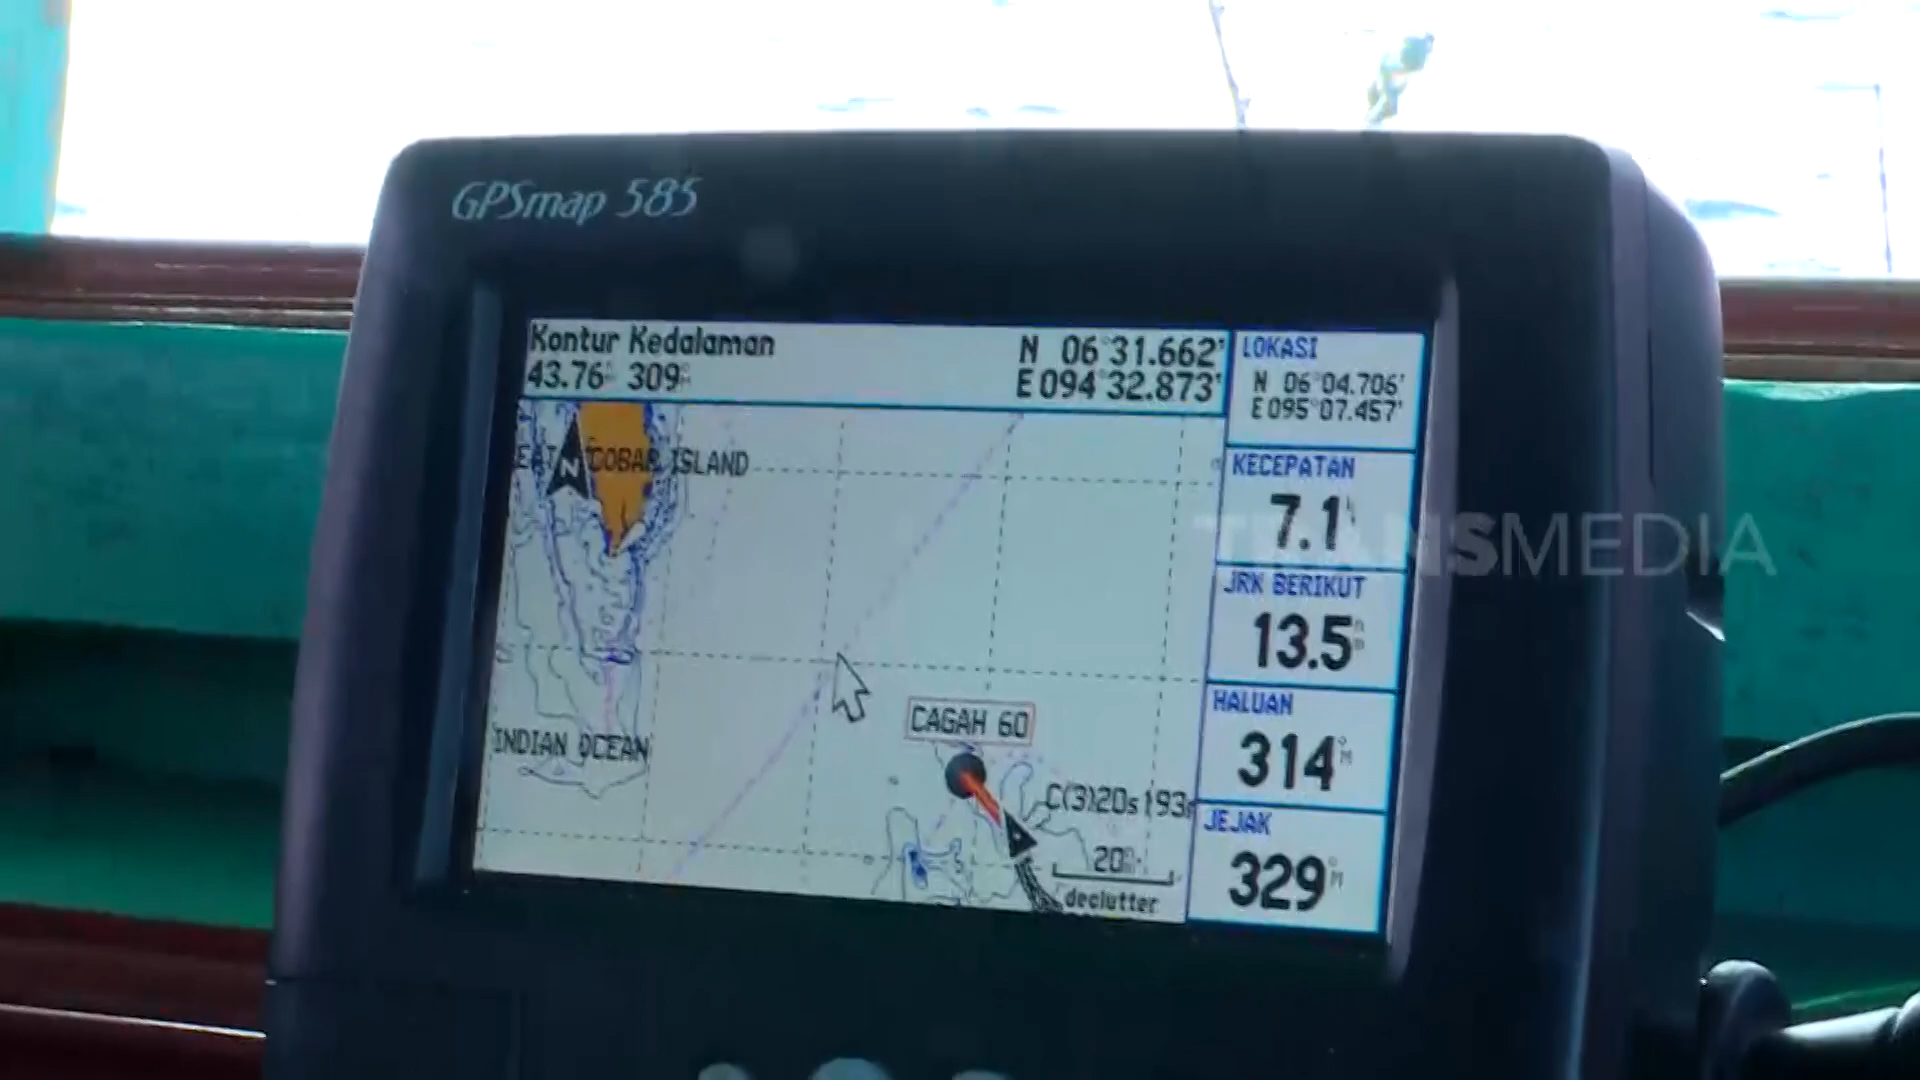 GPSmap 585
Kontur Kedalaman
43.76 309
N 06°31.662'
E 094°32.873'
LOKASI
N 06°04.706'
E 095°07.457'
COBAR ISLAND
KECEPATAN
7.1
TRANSMEDIA
JRK BERIKUT
13.5
HALUAN
314°M
INDIAN OCEAN
CAGAH 60
C(3)20s193
JEJAK
329°M
20
declutter
N